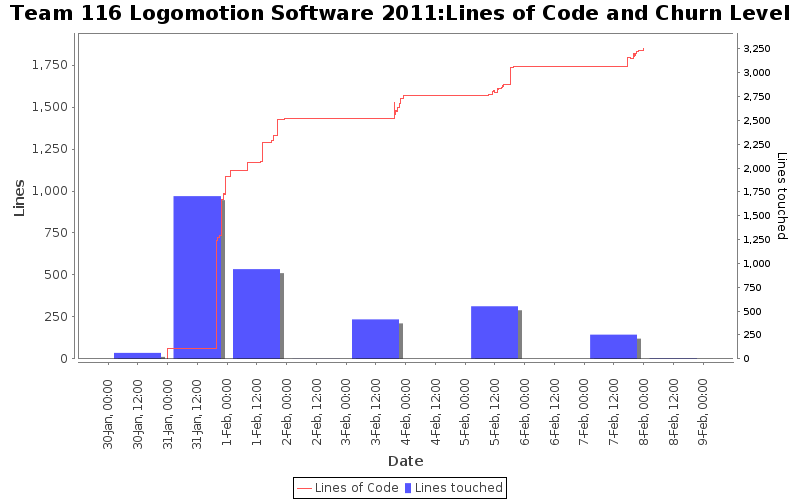 Team 116 Logomotion Software 2011:Lines of Code and Churn Level
Lines
1,750
1,500
1,250
1,000
750
500
250
0
3,250
3,000
2,750
2,500
2,250
2,000
1,750
1,500
1,250
1,000
750
500
250
0
Lines touched
30-Jan, 00:00
30-Jan, 12:00
31-Jan, 00:00
31-Jan, 12:00
1-Feb, 00:00
1-Feb, 12:00
2-Feb, 00:00
2-Feb, 12:00
3-Feb, 00:00
3-Feb, 12:00
4-Feb, 00:00
4-Feb, 12:00
5-Feb, 00:00
5-Feb, 12:00
6-Feb, 00:00
6-Feb, 12:00
7-Feb, 00:00
7-Feb, 12:00
8-Feb, 00:00
8-Feb, 12:00
9-Feb, 00:00
Date
Lines of Code Lines touched